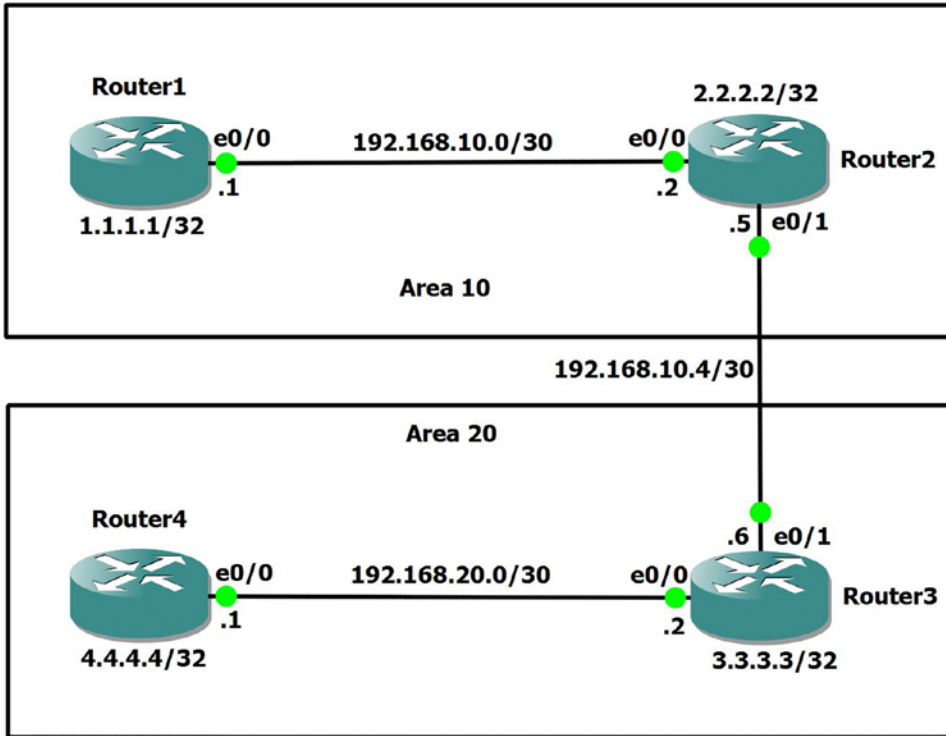 Router1
2.2.2.2/32
e0/0
192.168.10.0/30
e0/0
Router2
.1
.2
1.1.1.1/32
.5
e0/1
Area 10
192.168.10.4/30
Area 20
Router4
.6
e0/1
e0/0
192.168.20.0/30
e0/0
Router3
.1
.2
4.4.4.4/32
3.3.3.3/32